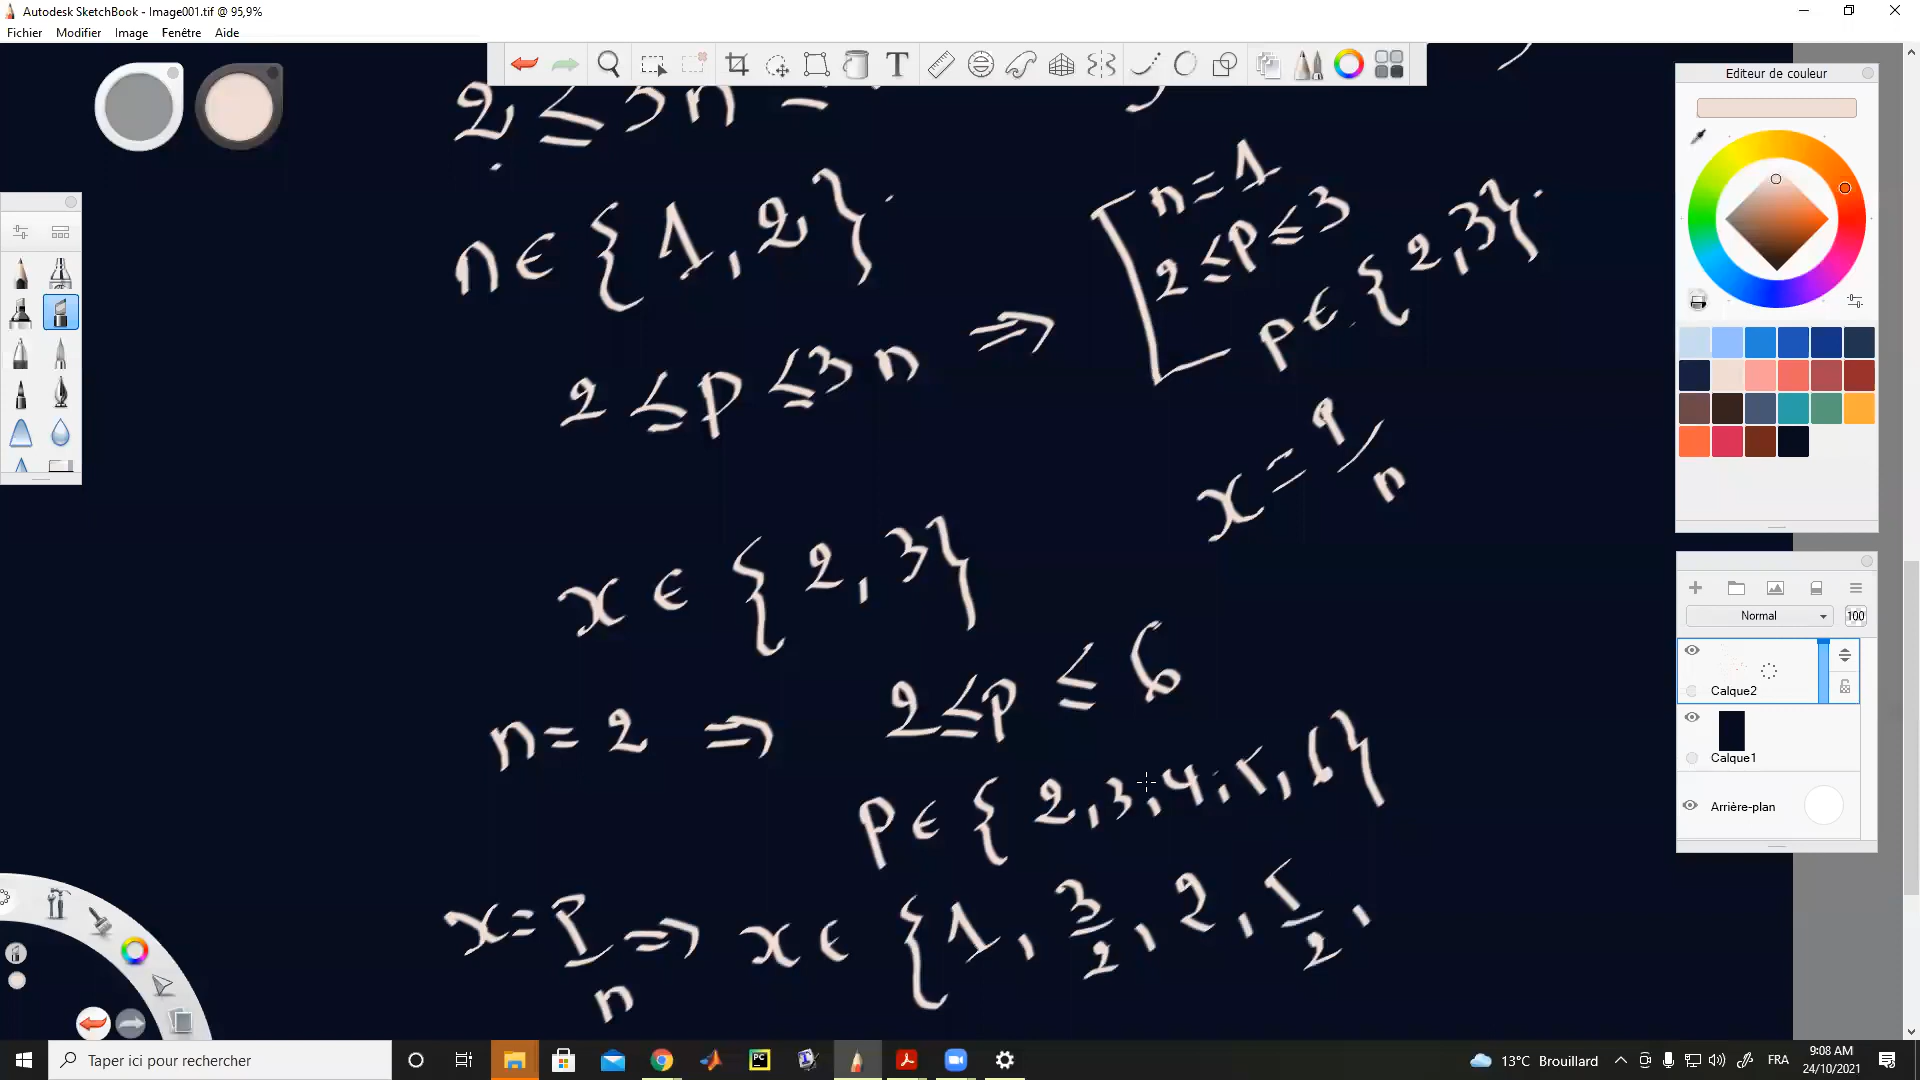 Autodesk SketchBook - Image001.tif @ 95,9%
Fichier Modifier Image Fenêtre Aide
Editeur de couleur
2 ≤ 3n
n = 1
2 ≤ p ≤ 3
p ∈ {2, 3}.
n ∈ {1, 2}.
2 ≤ p ≤ 3n ⇒
x = p/n
x ∈ {2, 3}
n = 2 ⇒ 2 ≤ p ≤ 6
p ∈ {2, 3, 4, 5, 6}
x = p/n ⇒ x ∈ {1, 3/2, 2, 5/2,
Normal 100
Calque2
Calque1
Arrière-plan
Taper ici pour rechercher
PC
13°C Brouillard
FRA
9:08 AM
24/10/2021